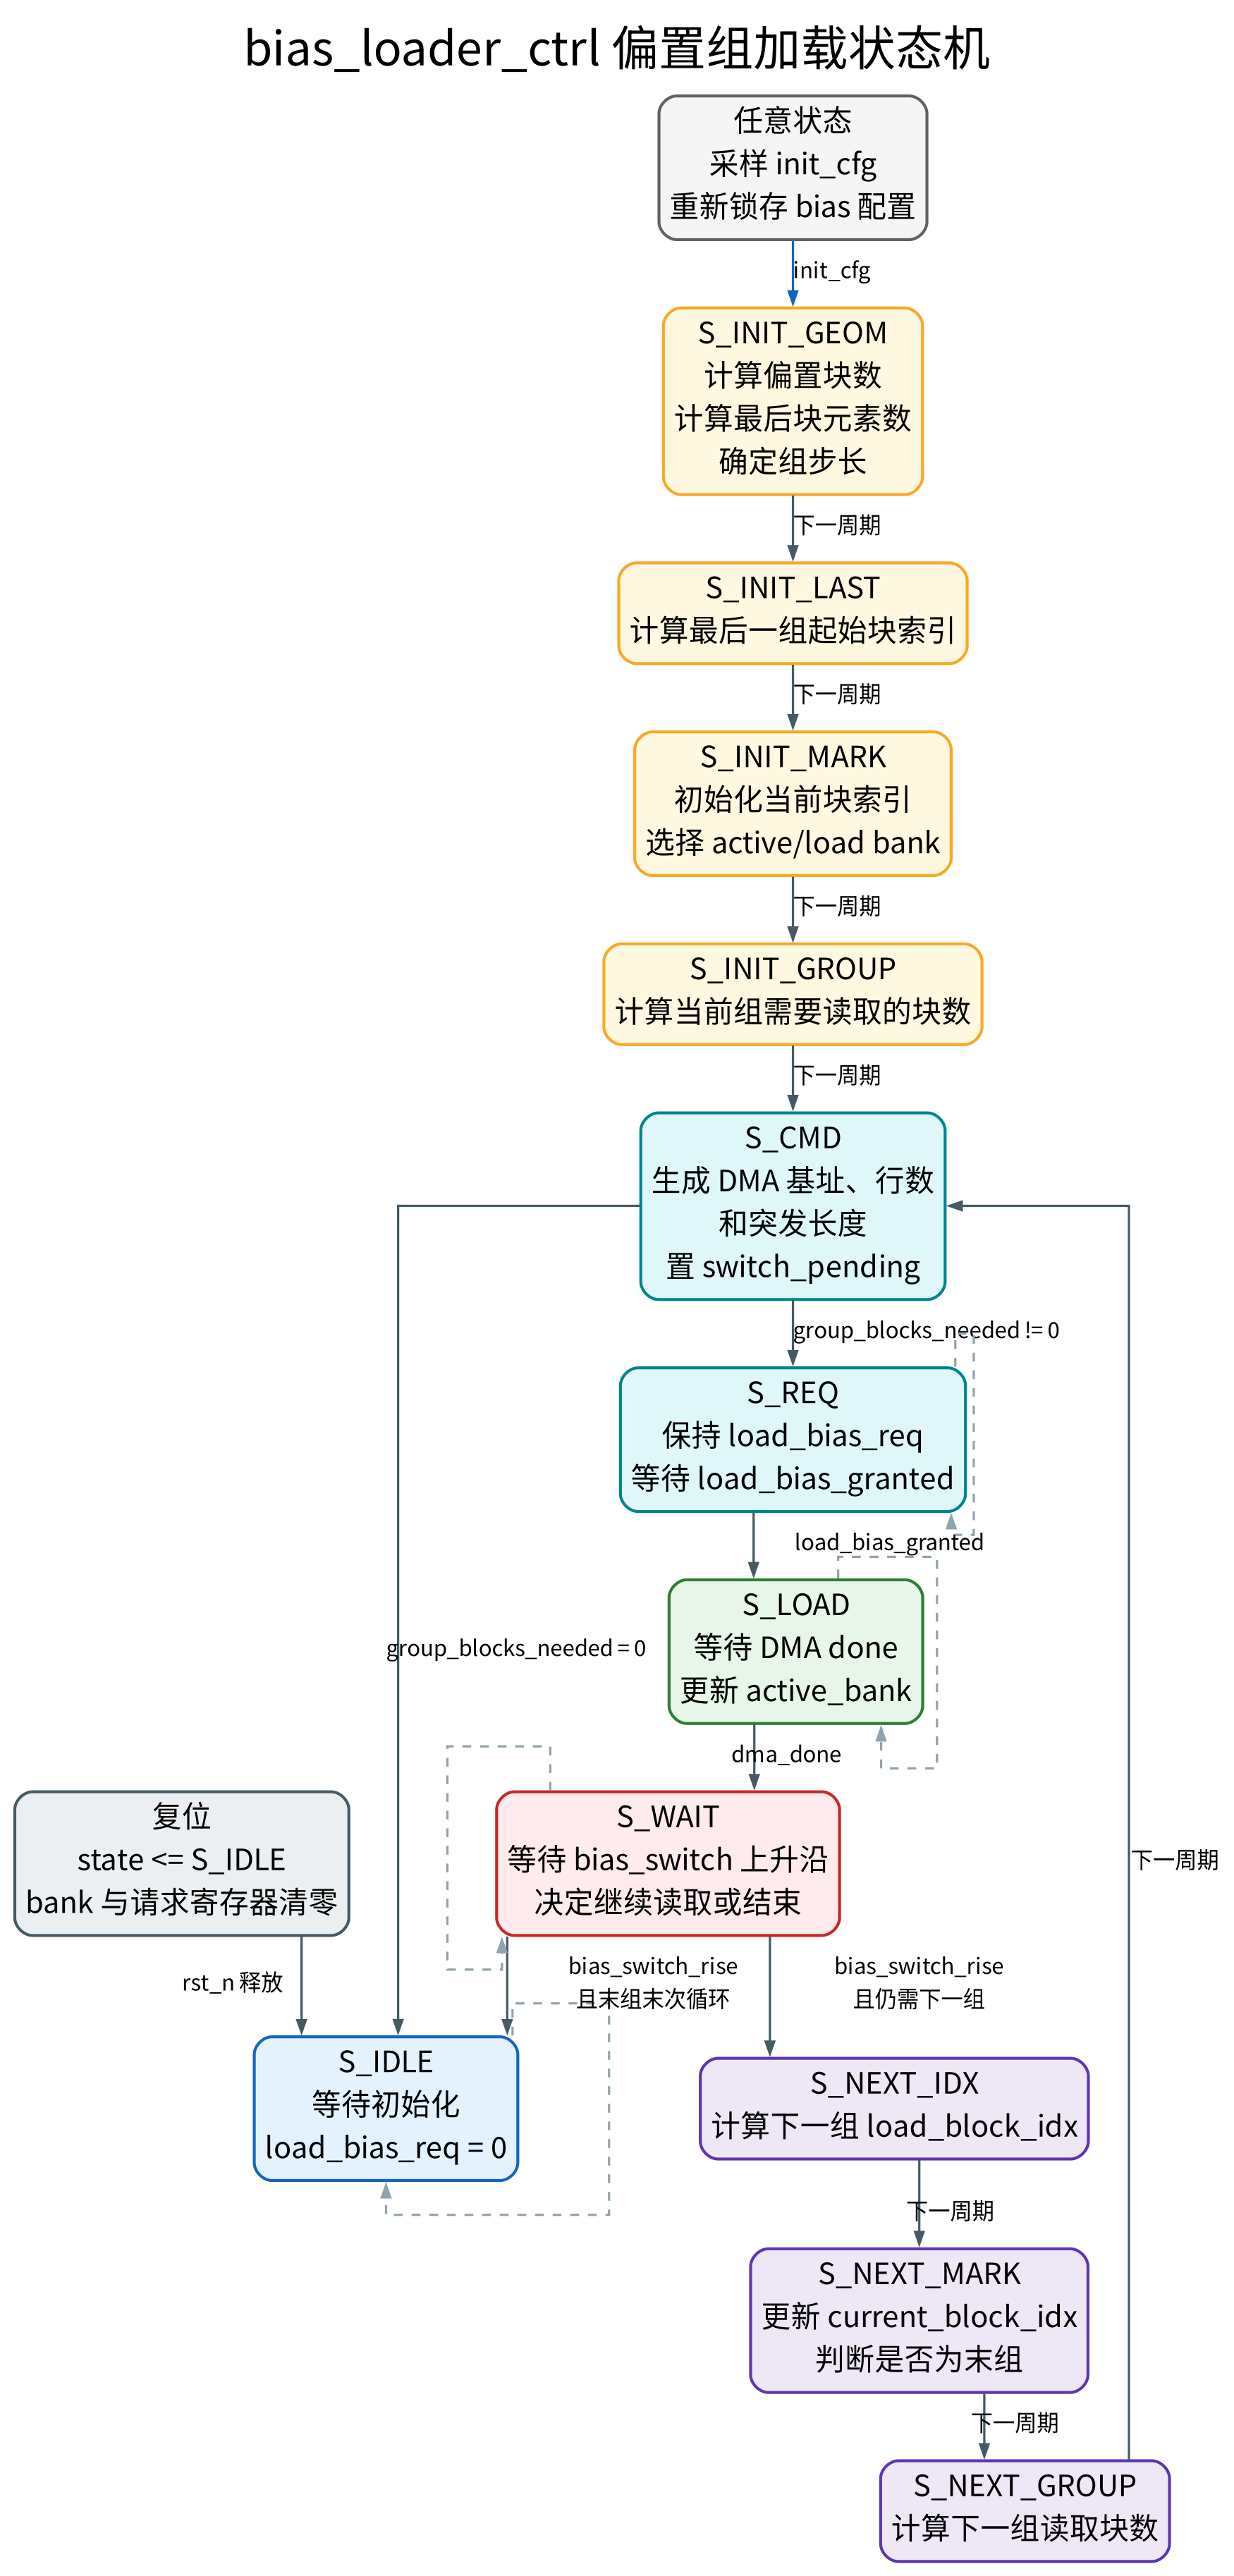 bias_loader_ctrl 偏置组加载状态机
任意状态
采样 init_cfg
重新锁存 bias 配置
init_cfg
S_INIT_GEOM
计算偏置块数
计算最后块元素数
确定组步长
下一周期
S_INIT_LAST
计算最后一组起始块索引
下一周期
S_INIT_MARK
初始化当前块索引
选择 active/load bank
下一周期
S_INIT_GROUP
计算当前组需要读取的块数
下一周期
S_CMD
生成 DMA 基址、行数
和突发长度
置 switch_pending
group_blocks_needed != 0
S_REQ
保持 load_bias_req
等待 load_bias_granted
load_bias_granted
S_LOAD
等待 DMA done
更新 active_bank
group_blocks_needed = 0
dma_done
复位
state <= S_IDLE
bank 与请求寄存器清零
S_WAIT
等待 bias_switch 上升沿
决定继续读取或结束
下一周期
rst_n 释放
bias_switch_rise
且末组末次循环
bias_switch_rise
且仍需下一组
S_IDLE
等待初始化
load_bias_req = 0
S_NEXT_IDX
计算下一组 load_block_idx
下一周期
S_NEXT_MARK
更新 current_block_idx
判断是否为末组
下一周期
S_NEXT_GROUP
计算下一组读取块数